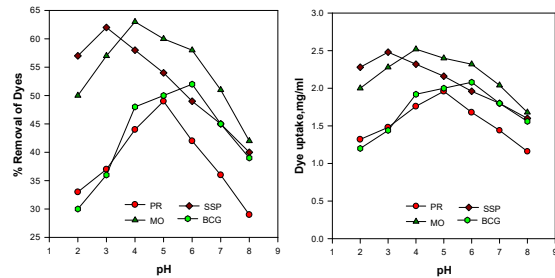 65
60
55
50
45
40
35
30
25
% Removal of Dyes
PR
SSP
MO
BCG
1 2 3 4 5 6 7 8 9
pH
3.0
2.5
2.0
1.5
1.0
0.5
0.0
Dye uptake,mg/ml
PR
SSP
MO
BCG
1 2 3 4 5 6 7 8 9
pH